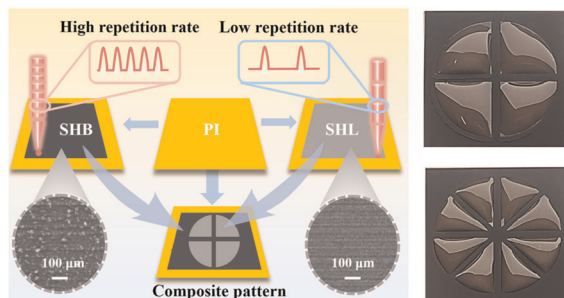 High repetition rate
Low repetition rate
SHB
PI
SHL
100 μm
100 μm
Composite pattern